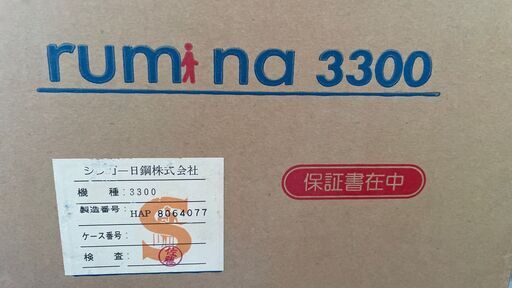 rumina 3300
シンガー日鋼株式会社
機 種:3300
保証書在中
製造番号:HAP 8064077
ケース番号:
検 査: